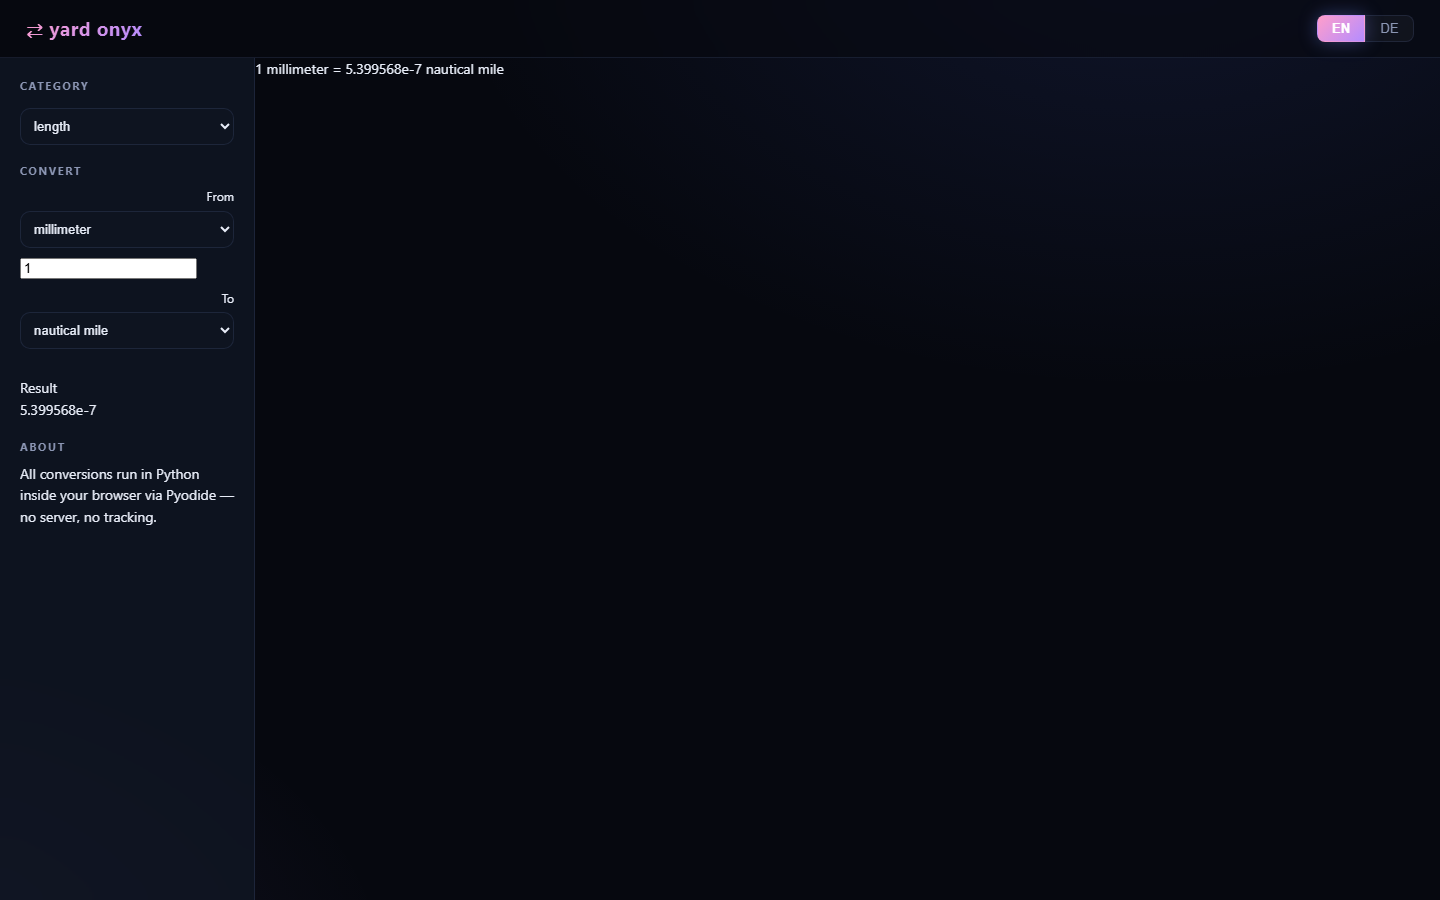 ⇄ yard onyx
EN DE
CATEGORY
length
CONVERT
From
millimeter
1
To
nautical mile
Result
5.399568e-7
ABOUT
All conversions run in Python
inside your browser via Pyodide —
no server, no tracking.
1 millimeter = 5.399568e-7 nautical mile